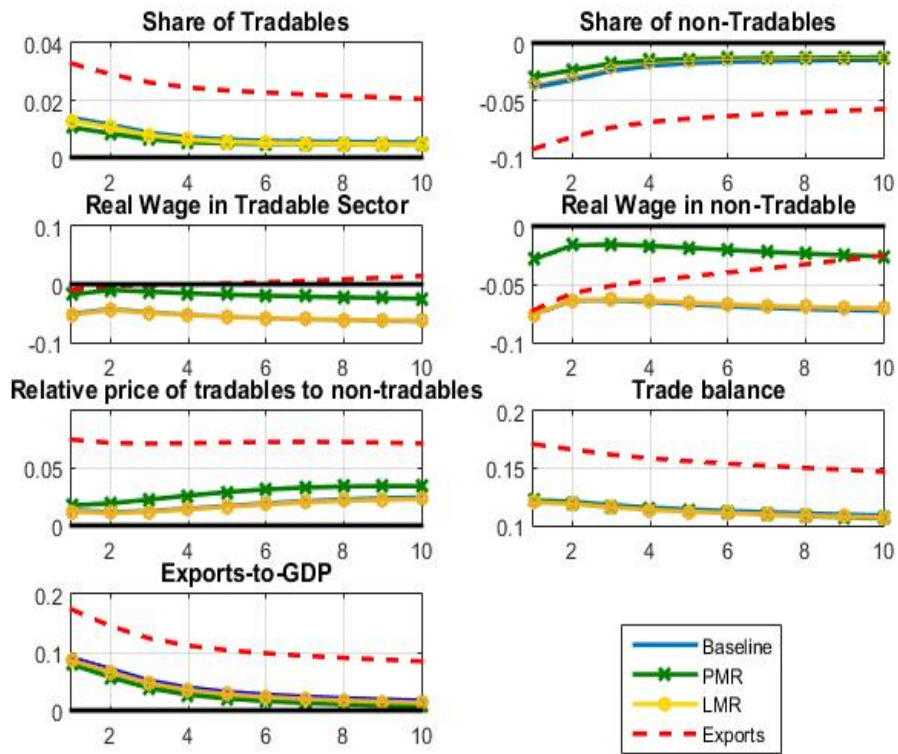 Share of Tradables
0.04
0.02
0
2 4 6 8 10
Share of non-Tradables
0
-0.05
-0.1
2 4 6 8 10
Real Wage in Tradable Sector
0.1
0
-0.1
2 4 6 8 10
Real Wage in non-Tradable
0
-0.05
-0.1
2 4 6 8 10
Relative price of tradables to non-tradables
0.05
0
2 4 6 8 10
Trade balance
0.2
0.15
0.1
2 4 6 8 10
Exports-to-GDP
0.2
0.1
0
2 4 6 8 10
Baseline
PMR
LMR
Exports